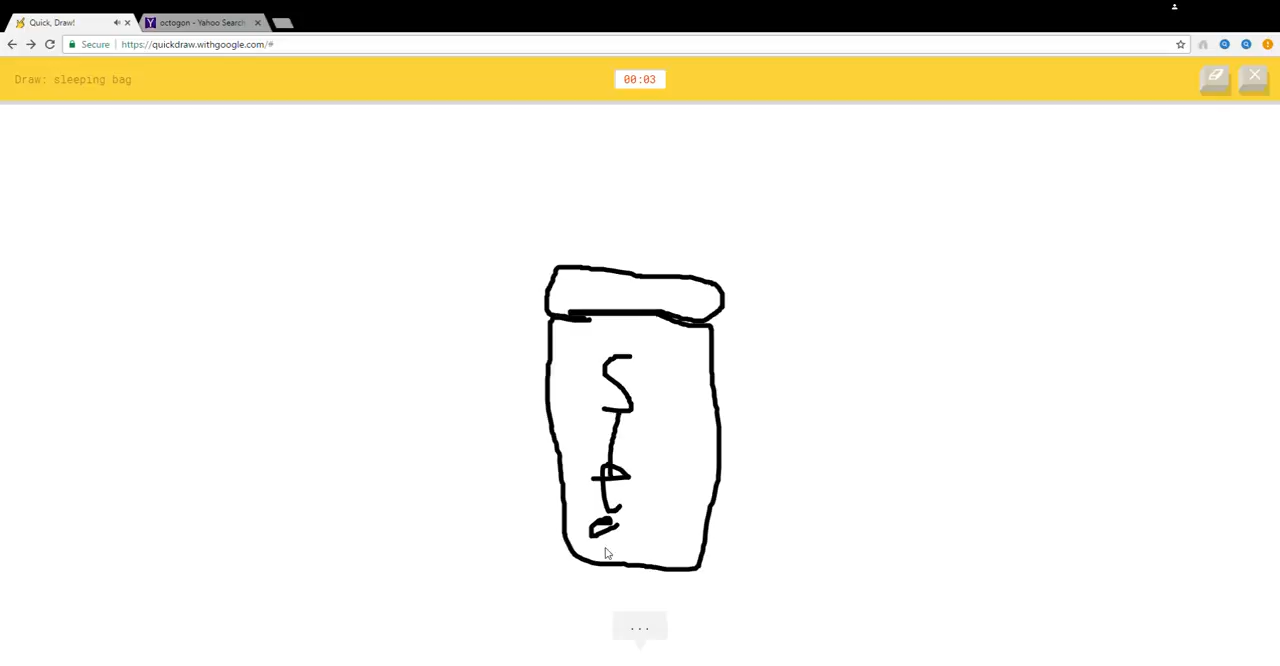 Quick, Draw!
octogon - Yahoo Search
Secure
https://quickdraw.withgoogle.com/#
Draw: sleeping bag
00:03
...